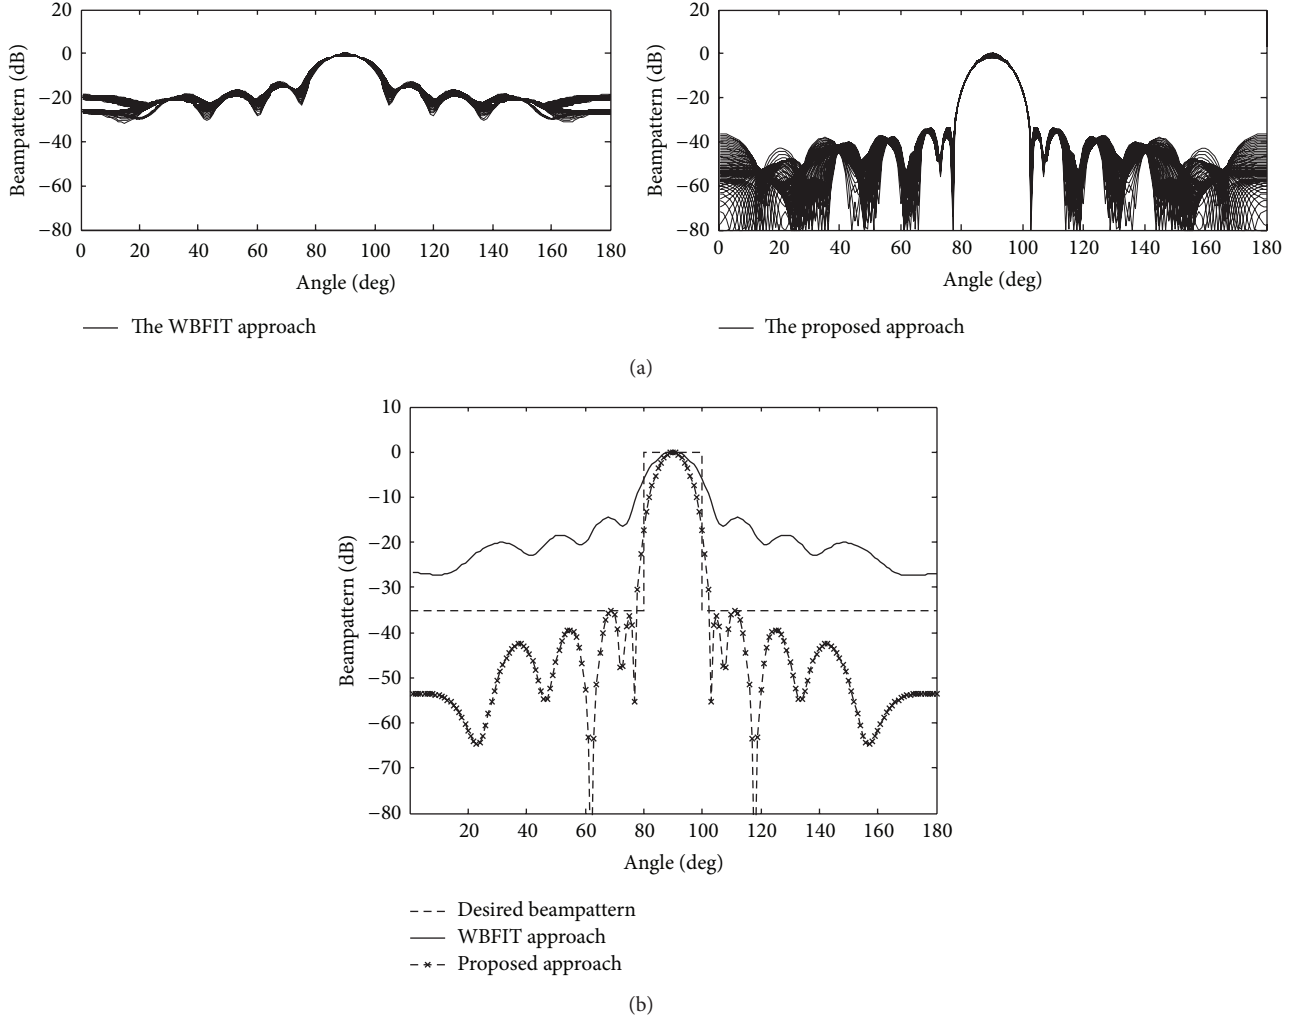 20
0
−20
−40
−60
−80
Beampattern (dB)
0 20 40 60 80 100 120 140 160 180
Angle (deg)
The WBFIT approach
20
0
−20
−40
−60
−80
Beampattern (dB)
0 20 40 60 80 100 120 140 160 180
Angle (deg)
The proposed approach
(a)
10
0
−10
−20
−30
−40
−50
−60
−70
−80
Beampattern (dB)
20 40 60 80 100 120 140 160 180
Angle (deg)
Desired beampattern
WBFIT approach
Proposed approach
(b)